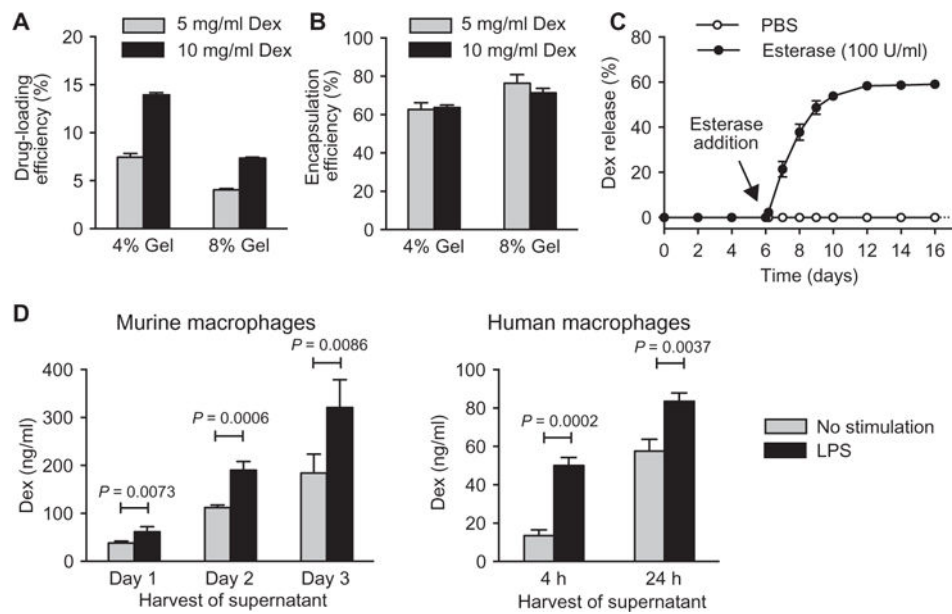 A
5 mg/ml Dex
10 mg/ml Dex
Drug-loading
efficiency (%)
20
15
10
5
0
4% Gel
8% Gel
B
5 mg/ml Dex
10 mg/ml Dex
Encapsulation
efficiency (%)
100
80
60
40
20
0
4% Gel
8% Gel
C
PBS
Esterase (100 U/ml)
Dex release (%)
80
60
40
20
0
Esterase
addition
0 2 4 6 8 10 12 14 16
Time (days)
D
Murine macrophages
Dex (ng/ml)
400
300
200
100
0
P = 0.0073
P = 0.0006
P = 0.0086
Day 1 Day 2 Day 3
Harvest of supernatant
Human macrophages
Dex (ng/ml)
100
80
60
40
20
0
P = 0.0002
P = 0.0037
4 h 24 h
Harvest of supernatant
No stimulation
LPS